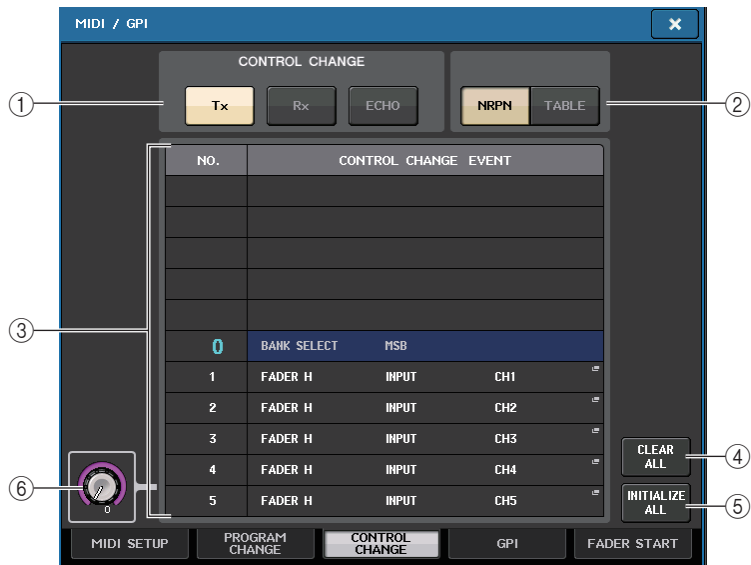 MIDI / GPI
CONTROL CHANGE
① Tx Rx ECHO NRPN TABLE ②
NO. CONTROL CHANGE EVENT
③
0 BANK SELECT MSB
1 FADER H INPUT CH1
2 FADER H INPUT CH2
3 FADER H INPUT CH3
4 FADER H INPUT CH4
5 FADER H INPUT CH5
CLEAR
ALL ④
INITIALIZE
ALL ⑤
⑥ 0
MIDI SETUP
PROGRAM
CHANGE
CONTROL
CHANGE
GPI
FADER START